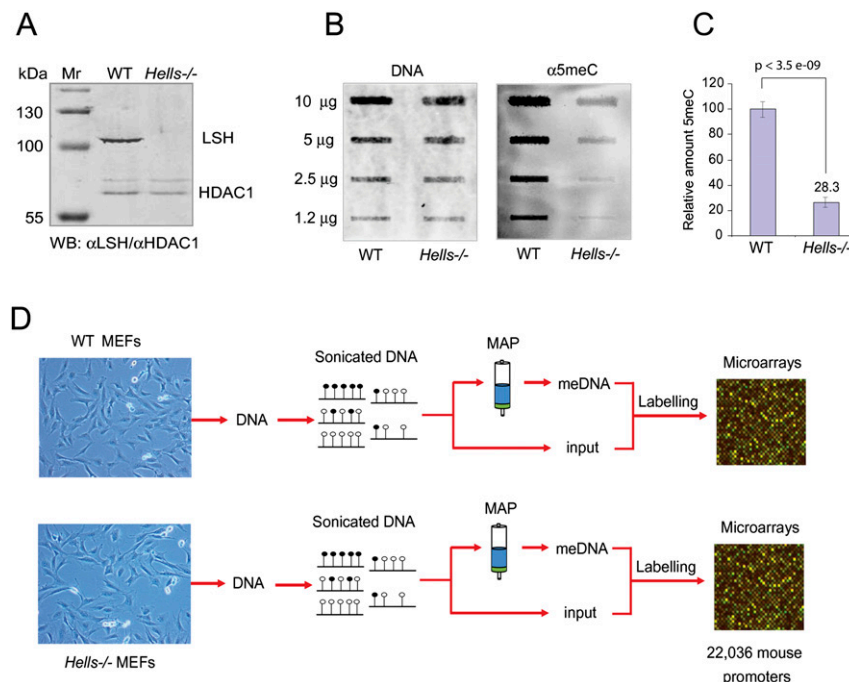 A
kDa
Mr
WT
Hells-/-
130
100
55
LSH
HDAC1
WB: αLSH/αHDAC1
B
DNA
α5meC
10 µg
5 µg
2.5 µg
1.2 µg
WT
Hells-/-
WT
Hells-/-
C
p < 3.5 e-09
Relative amount 5meC
120
100
80
60
40
20
0
28.3
WT
Hells-/-
D
WT MEFs
DNA
Sonicated DNA
MAP
meDNA
input
Labelling
Microarrays
Hells-/- MEFs
DNA
Sonicated DNA
MAP
meDNA
input
Labelling
Microarrays
22,036 mouse
promoters